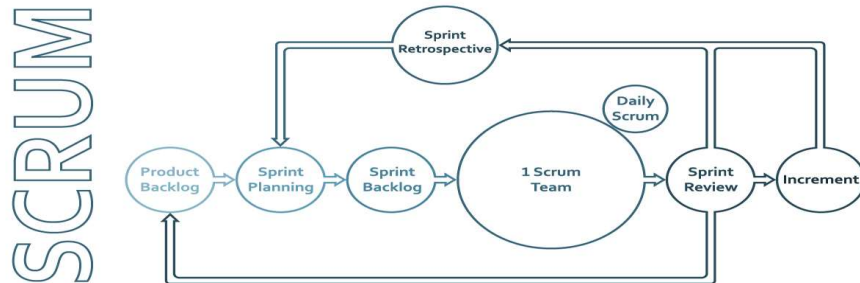 SCRUM
Sprint
Retrospective
Daily
Scrum
Product
Backlog
Sprint
Planning
Sprint
Backlog
1 Scrum
Team
Sprint
Review
Increment